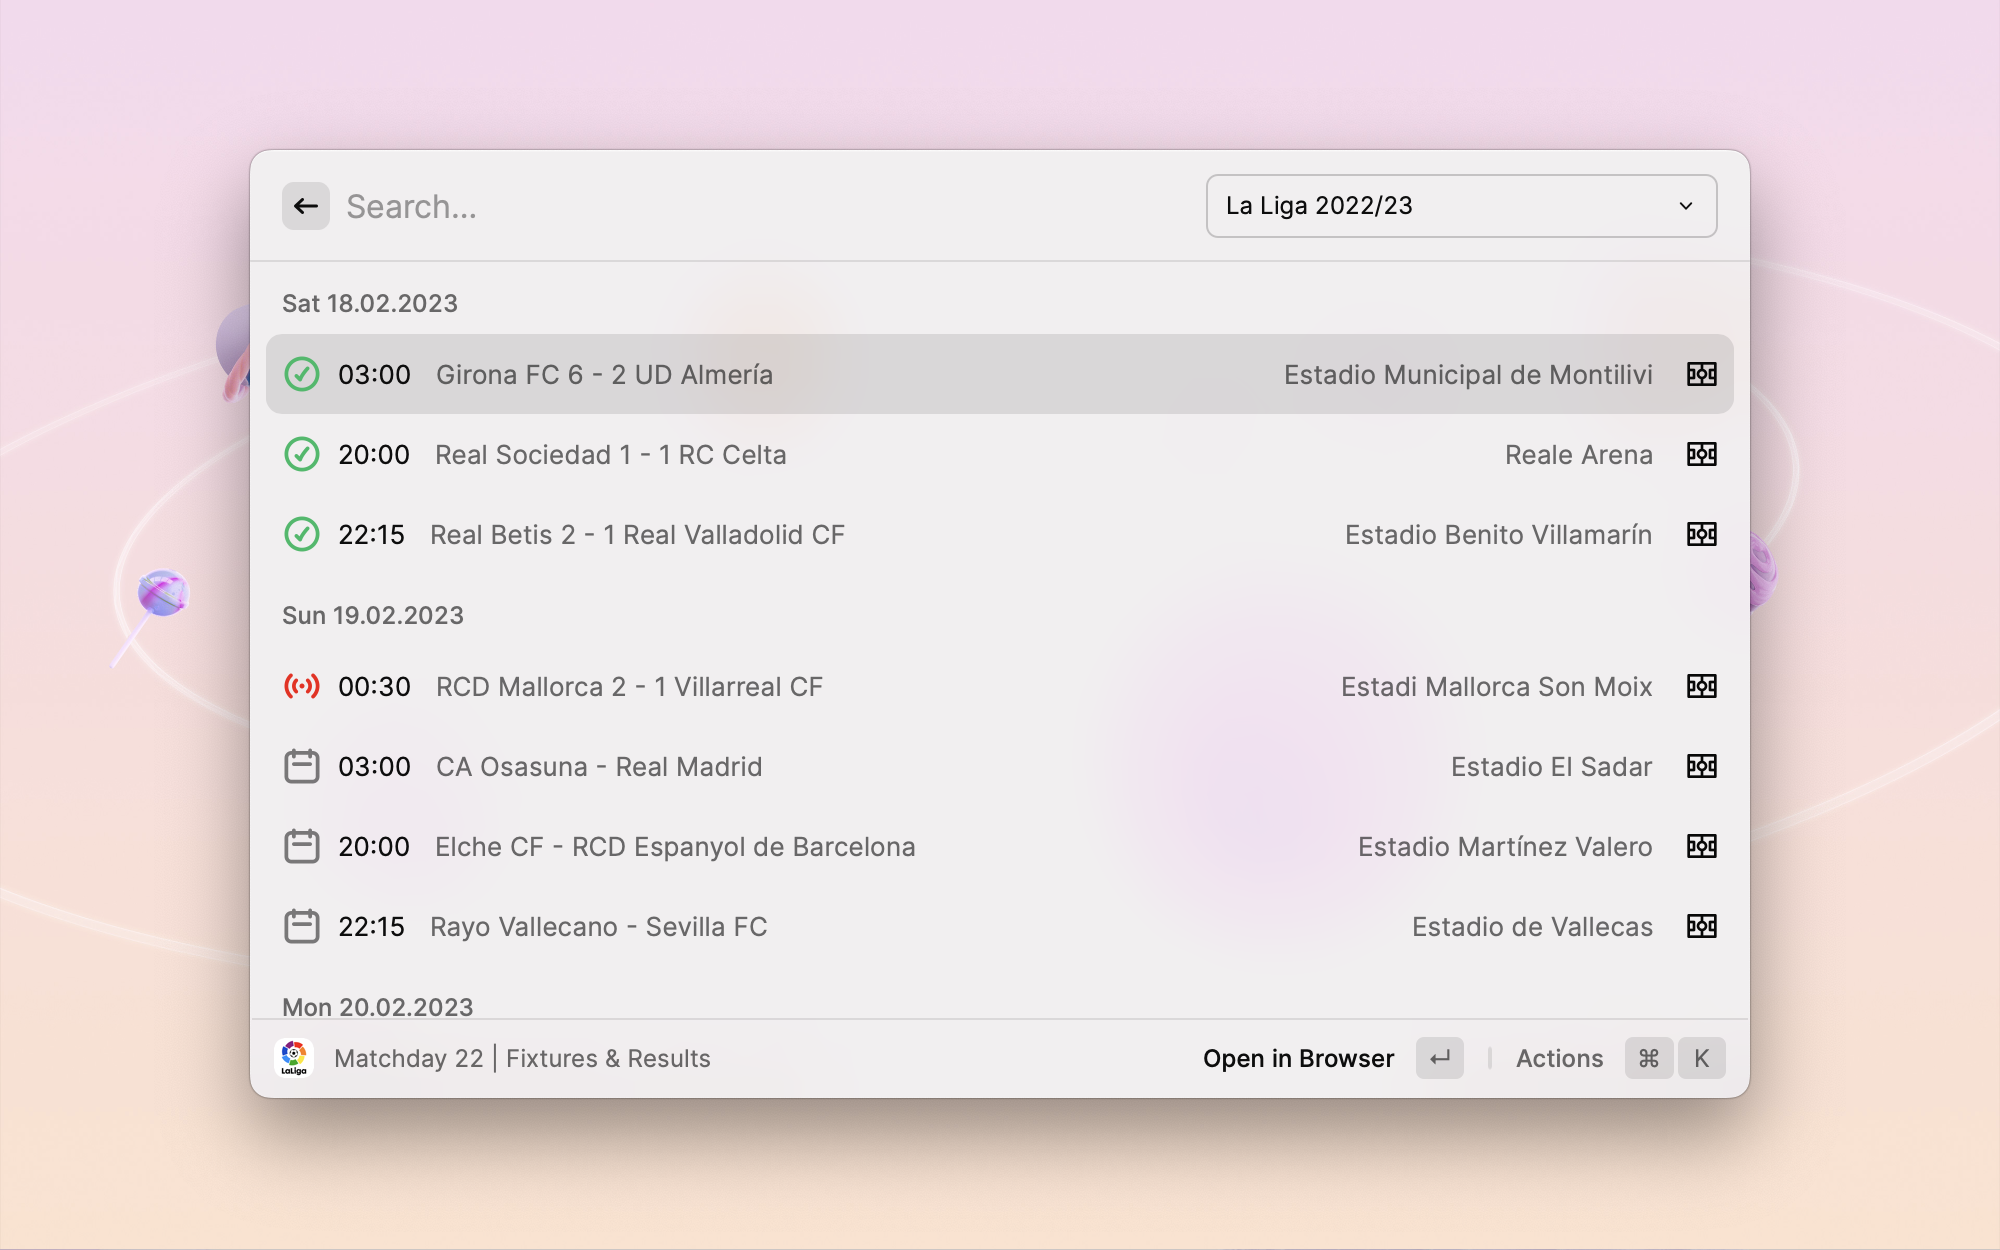 Search...
La Liga 2022/23
Sat 18.02.2023
03:00 Girona FC 6 - 2 UD Almería Estadio Municipal de Montilivi
20:00 Real Sociedad 1 - 1 RC Celta Reale Arena
22:15 Real Betis 2 - 1 Real Valladolid CF Estadio Benito Villamarín
Sun 19.02.2023
00:30 RCD Mallorca 2 - 1 Villarreal CF Estadi Mallorca Son Moix
03:00 CA Osasuna - Real Madrid Estadio El Sadar
20:00 Elche CF - RCD Espanyol de Barcelona Estadio Martínez Valero
22:15 Rayo Vallecano - Sevilla FC Estadio de Vallecas
Mon 20.02.2023
LaLiga Matchday 22 | Fixtures & Results Open in Browser ↵ Actions ⌘ K